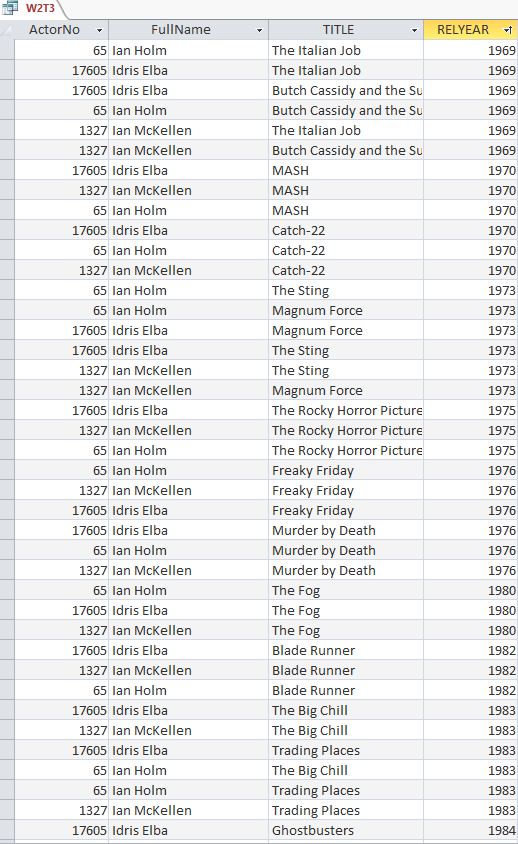 W2T3
ActorNo FullName TITLE RELYEAR
65 Ian Holm The Italian Job 1969
17605 Idris Elba The Italian Job 1969
17605 Idris Elba Butch Cassidy and the Su 1969
65 Ian Holm Butch Cassidy and the Su 1969
1327 Ian McKellen The Italian Job 1969
1327 Ian McKellen Butch Cassidy and the Su 1969
17605 Idris Elba MASH 1970
1327 Ian McKellen MASH 1970
65 Ian Holm MASH 1970
17605 Idris Elba Catch-22 1970
65 Ian Holm Catch-22 1970
1327 Ian McKellen Catch-22 1970
65 Ian Holm The Sting 1973
65 Ian Holm Magnum Force 1973
17605 Idris Elba Magnum Force 1973
17605 Idris Elba The Sting 1973
1327 Ian McKellen The Sting 1973
1327 Ian McKellen Magnum Force 1973
17605 Idris Elba The Rocky Horror Picture 1975
1327 Ian McKellen The Rocky Horror Picture 1975
65 Ian Holm The Rocky Horror Picture 1975
65 Ian Holm Freaky Friday 1976
1327 Ian McKellen Freaky Friday 1976
17605 Idris Elba Freaky Friday 1976
17605 Idris Elba Murder by Death 1976
65 Ian Holm Murder by Death 1976
1327 Ian McKellen Murder by Death 1976
65 Ian Holm The Fog 1980
17605 Idris Elba The Fog 1980
1327 Ian McKellen The Fog 1980
17605 Idris Elba Blade Runner 1982
1327 Ian McKellen Blade Runner 1982
65 Ian Holm Blade Runner 1982
17605 Idris Elba The Big Chill 1983
1327 Ian McKellen The Big Chill 1983
17605 Idris Elba Trading Places 1983
65 Ian Holm The Big Chill 1983
65 Ian Holm Trading Places 1983
1327 Ian McKellen Trading Places 1983
17605 Idris Elba Ghostbusters 1984